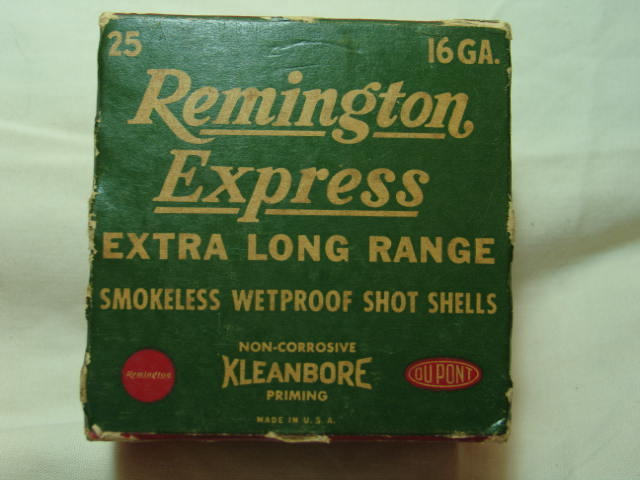 25 16 GA.
Remington
Express
EXTRA LONG RANGE
SMOKELESS WETPROOF SHOT SHELLS
NON-CORROSIVE
Remington KLEANBORE DU PONT
PRIMING
MADE IN U.S.A.